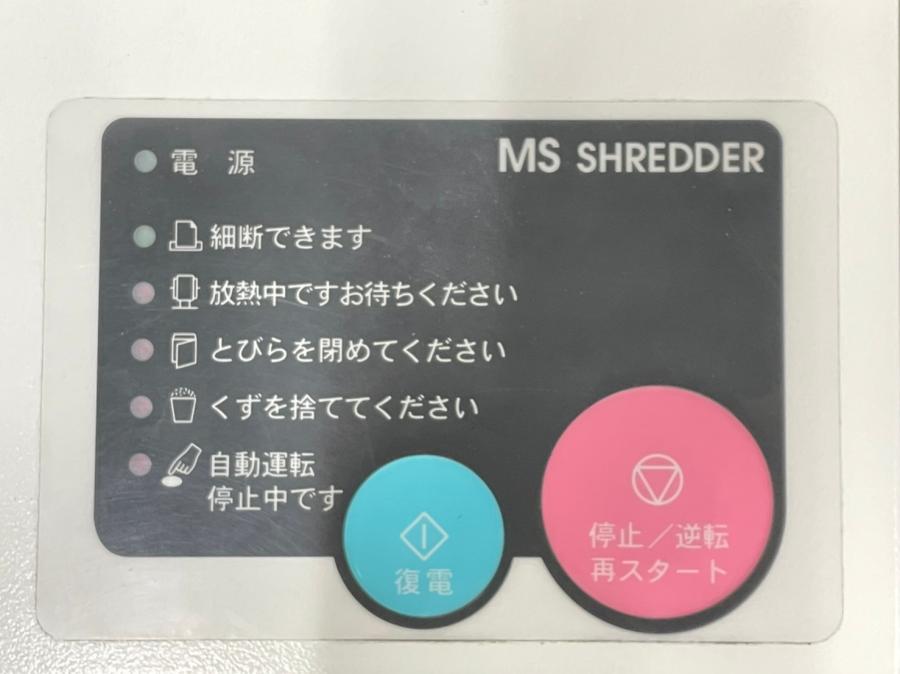 電 源
MS SHREDDER
細断できます
放熱中ですお待ちください
とびらを閉めてください
くずを捨ててください
自動運転
停止中です
復電
停止／逆転
再スタート